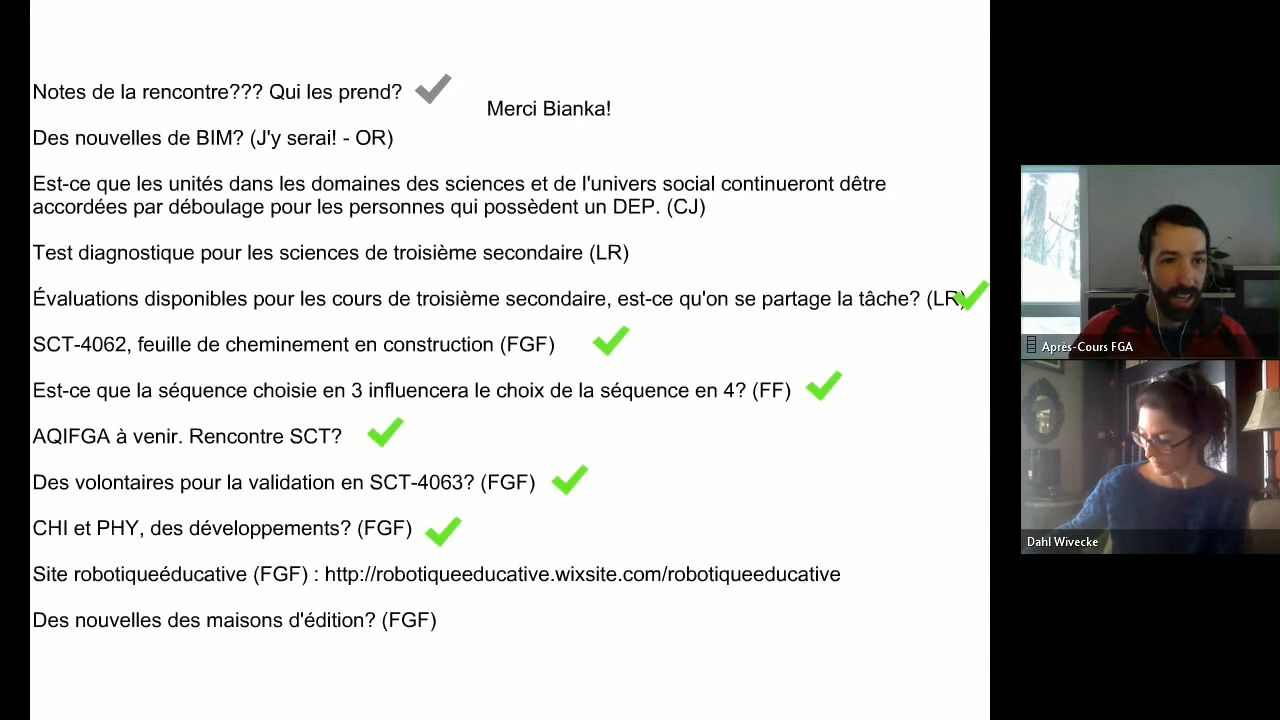 Notes de la rencontre??? Qui les prend?
Merci Bianka!
Des nouvelles de BIM? (J'y serai! - OR)
Est-ce que les unités dans les domaines des sciences et de l'univers social continueront dêtre
accordées par déboulage pour les personnes qui possèdent un DEP. (CJ)
Test diagnostique pour les sciences de troisième secondaire (LR)
Évaluations disponibles pour les cours de troisième secondaire, est-ce qu'on se partage la tâche? (LR)
SCT-4062, feuille de cheminement en construction (FGF)
Est-ce que la séquence choisie en 3 influencera le choix de la séquence en 4? (FF)
AQIFGA à venir. Rencontre SCT?
Des volontaires pour la validation en SCT-4063? (FGF)
CHI et PHY, des développements? (FGF)
Site robotiqueéducative (FGF) : http://robotiqueeducative.wixsite.com/robotiqueeducative
Des nouvelles des maisons d'édition? (FGF)
Après-Cours FGA
Dahl Wivecke